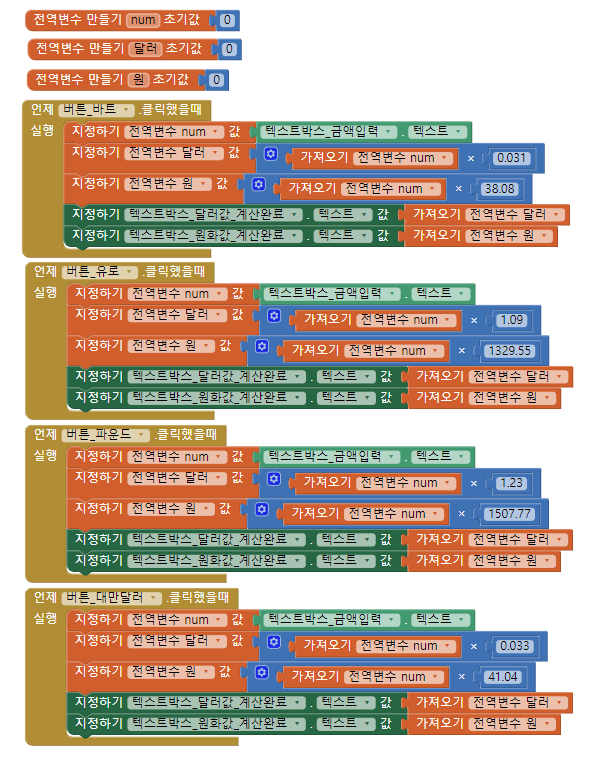 전역변수 만들기 num 초기값 0
전역변수 만들기 달러 초기값 0
전역변수 만들기 원 초기값 0
언제 버튼_바트 .클릭했을때
실행 지정하기 전역변수 num 값 텍스트박스_금액입력 . 텍스트
지정하기 전역변수 달러 값 가져오기 전역변수 num × 0.031
지정하기 전역변수 원 값 가져오기 전역변수 num × 38.08
지정하기 텍스트박스_달러값_계산완료 . 텍스트 값 가져오기 전역변수 달러
지정하기 텍스트박스_원화값_계산완료 . 텍스트 값 가져오기 전역변수 원
언제 버튼_유로 .클릭했을때
실행 지정하기 전역변수 num 값 텍스트박스_금액입력 . 텍스트
지정하기 전역변수 달러 값 가져오기 전역변수 num × 1.09
지정하기 전역변수 원 값 가져오기 전역변수 num × 1329.55
지정하기 텍스트박스_달러값_계산완료 . 텍스트 값 가져오기 전역변수 달러
지정하기 텍스트박스_원화값_계산완료 . 텍스트 값 가져오기 전역변수 원
언제 버튼_파운드 .클릭했을때
실행 지정하기 전역변수 num 값 텍스트박스_금액입력 . 텍스트
지정하기 전역변수 달러 값 가져오기 전역변수 num × 1.23
지정하기 전역변수 원 값 가져오기 전역변수 num × 1507.77
지정하기 텍스트박스_달러값_계산완료 . 텍스트 값 가져오기 전역변수 달러
지정하기 텍스트박스_원화값_계산완료 . 텍스트 값 가져오기 전역변수 원
언제 버튼_대만달러 .클릭했을때
실행 지정하기 전역변수 num 값 텍스트박스_금액입력 . 텍스트
지정하기 전역변수 달러 값 가져오기 전역변수 num × 0.033
지정하기 전역변수 원 값 가져오기 전역변수 num × 41.04
지정하기 텍스트박스_달러값_계산완료 . 텍스트 값 가져오기 전역변수 달러
지정하기 텍스트박스_원화값_계산완료 . 텍스트 값 가져오기 전역변수 원